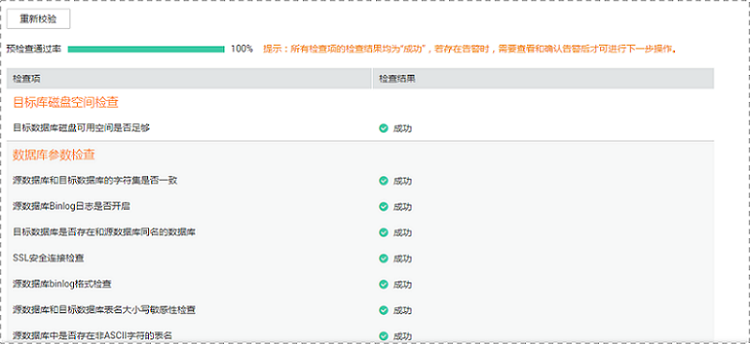 重新校验
预检查通过率 100% 提示：所有检查项的检查结果均为“成功”，若存在告警时，需要查看和确认告警后才可进行下一步操作。
检查项 检查结果
目标库磁盘空间检查
目标数据库磁盘可用空间是否足够 成功
数据库参数检查
源数据库和目标数据库的字符集是否一致 成功
源数据库Binlog日志是否开启 成功
目标数据库是否存在和源数据库同名的数据库 成功
SSL安全连接检查 成功
源数据库binlog格式检查 成功
源数据库和目标数据库表名大小写敏感性检查 成功
源数据库中是否存在非ASCII字符的表名 成功